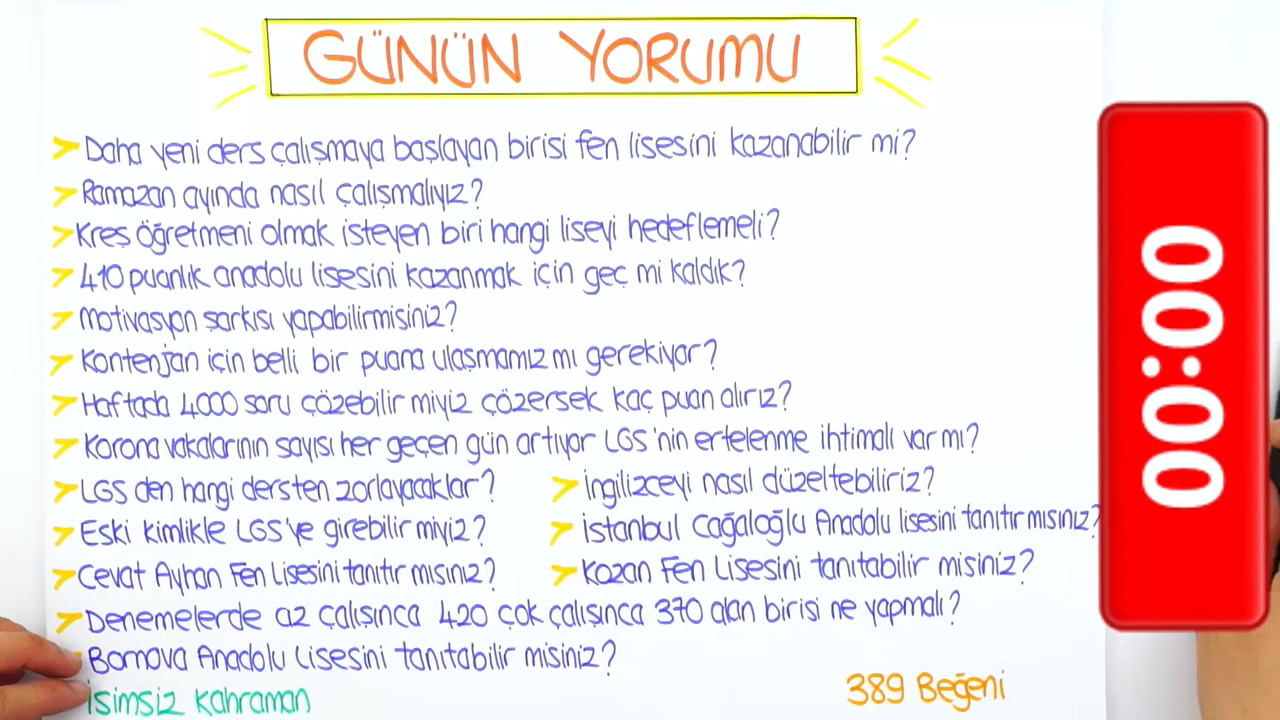 GÜNÜN YORUMU
➤ Daha yeni ders çalışmaya başlayan birisi fen lisesini kazanabilir mi?
➤ Ramazan ayında nasıl çalışmalıyız?
➤ Kreş öğretmeni olmak isteyen biri hangi liseyi hedeflemeli?
➤ 410 puanlık anadolu lisesini kazanmak için geç mi kaldık?
➤ Motivasyon şarkısı yapabilirmisiniz?
➤ Kontenjan için belli bir puana ulaşmamız mı gerekiyor?
➤ Haftada 4000 soru çözebilir miyiz çözersek kaç puan alırız?
➤ Korona vakalarının sayısı her geçen gün artıyor LGS'nin ertelenme ihtimali var mı?
➤ LGS den hangi dersten zorlayacaklar?
➤ İngilizceyi nasıl düzeltebiliriz?
➤ Eski kimlikle LGS'ye girebilir miyiz?
➤ İstanbul Cağaloğlu Anadolu lisesini tanıtır mısınız?
➤ Cevat Ayhan Fen Lisesini tanıtır mısınız?
➤ Kozan Fen Lisesini tanıtabilir misiniz?
➤ Denemelerde az çalışınca 420 çok çalışınca 370 alan birisi ne yapmalı?
➤ Bornova Anadolu Lisesini tanıtabilir misiniz?
İsimsiz Kahraman
389 Beğeni
00:00